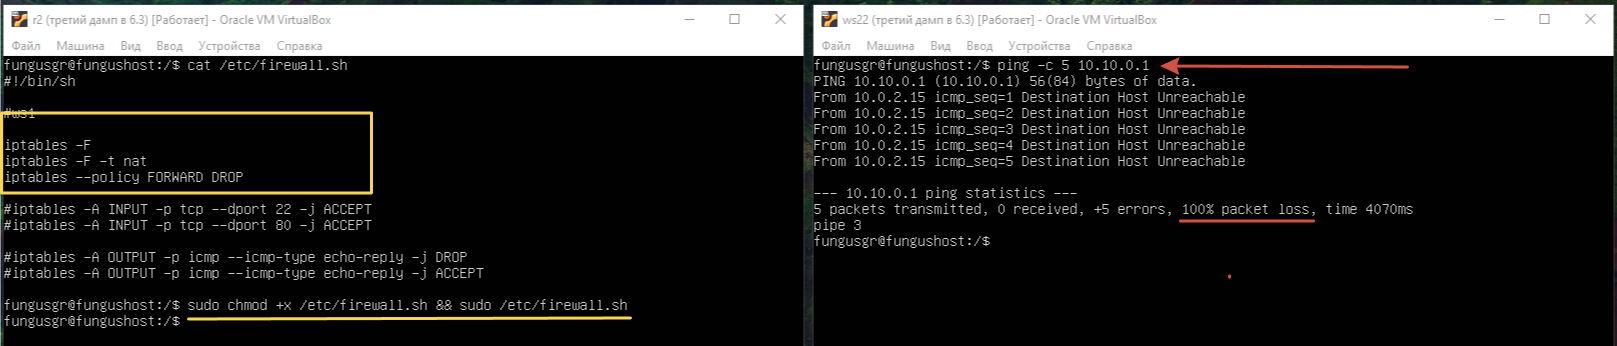 r2 (третий дамп в 6.3) [Работает] - Oracle VM VirtualBox
Файл Машина Вид Ввод Устройства Справка
fungusgr@fungushost:/$ cat /etc/firewall.sh
#!/bin/sh
#ws1
iptables -F
iptables -F -t nat
iptables --policy FORWARD DROP
#iptables -A INPUT -p tcp --dport 22 -j ACCEPT
#iptables -A INPUT -p tcp --dport 80 -j ACCEPT
#iptables -A OUTPUT -p icmp --icmp-type echo-reply -j DROP
#iptables -A OUTPUT -p icmp --icmp-type echo-reply -j ACCEPT
fungusgr@fungushost:/$ sudo chmod +x /etc/firewall.sh && sudo /etc/firewall.sh
fungusgr@fungushost:/$
ws22 (третий дамп в 6.3) [Работает] - Oracle VM VirtualBox
Файл Машина Вид Ввод Устройства Справка
fungusgr@fungushost:/$ ping -c 5 10.10.0.1
PING 10.10.0.1 (10.10.0.1) 56(84) bytes of data.
From 10.0.2.15 icmp_seq=1 Destination Host Unreachable
From 10.0.2.15 icmp_seq=2 Destination Host Unreachable
From 10.0.2.15 icmp_seq=3 Destination Host Unreachable
From 10.0.2.15 icmp_seq=4 Destination Host Unreachable
From 10.0.2.15 icmp_seq=5 Destination Host Unreachable
--- 10.10.0.1 ping statistics ---
5 packets transmitted, 0 received, +5 errors, 100% packet loss, time 4070ms
pipe 3
fungusgr@fungushost:/$